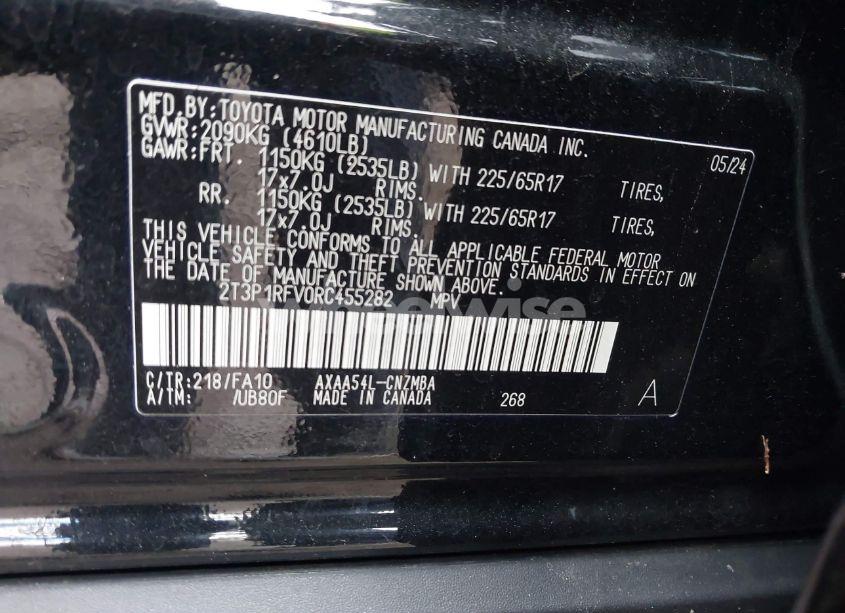 MFD.BY:TOYOTA MOTOR MANUFACTURING CANADA INC.
GVWR:2090KG (4610LB) 05/24
GAWR:FRT. 1150KG (2535LB) WITH 225/65R17 TIRES,
17x7.0J RIMS.
RR. 1150KG (2535LB) WITH 225/65R17 TIRES,
17x7.0J RIMS.
THIS VEHICLE CONFORMS TO ALL APPLICABLE FEDERAL MOTOR
VEHICLE SAFETY AND THEFT PREVENTION STANDARDS IN EFFECT ON
THE DATE OF MANUFACTURE SHOWN ABOVE.
2T3P1RFV0RC455282 MPV
Wheelwise
C/TR:218/FA10 AXAA54L-CNZMBA
A/TM: /UB80F MADE IN CANADA 268 A